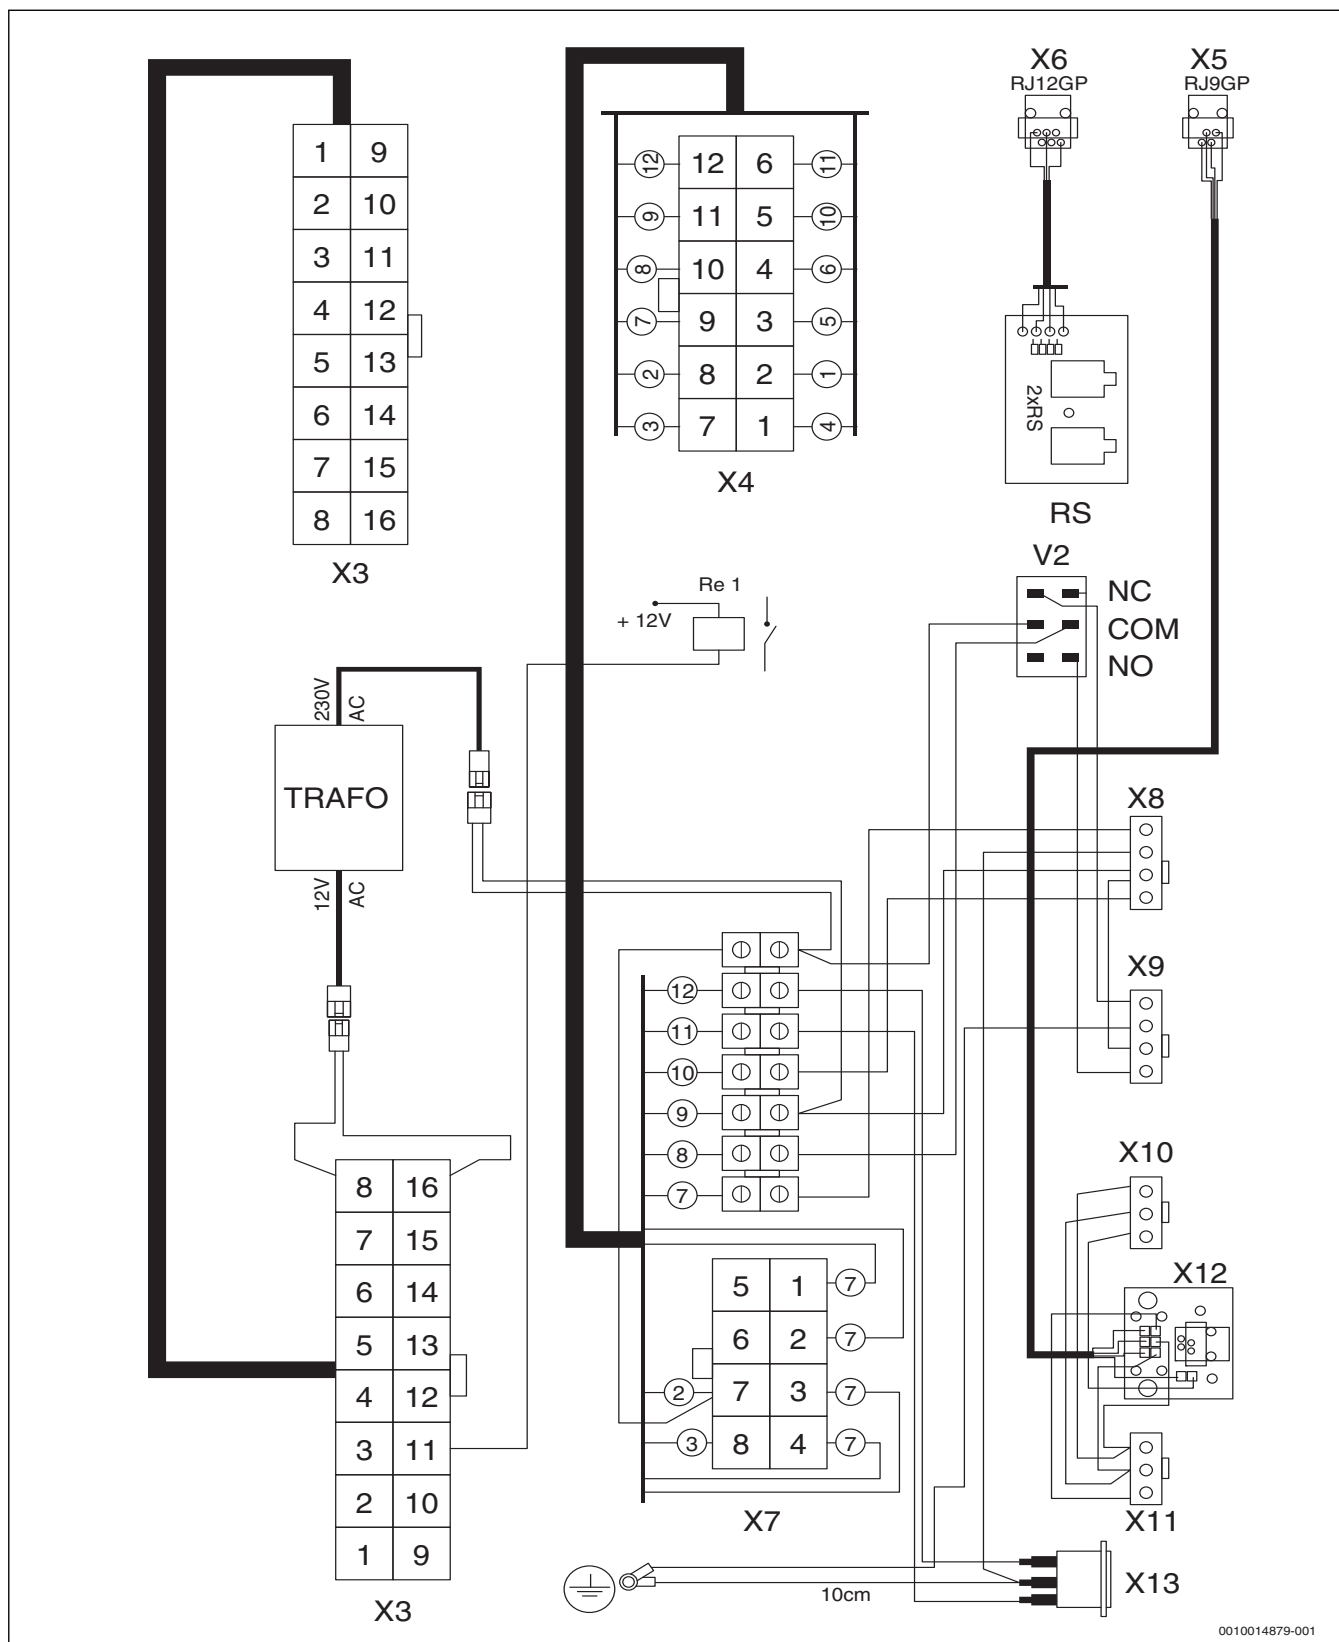 X6
X5
RJ12GP
RJ9GP
1 9
2 10
3 11
4 12
5 13
6 14
7 15
8 16
X3
12 12 6 11
9 11 5 10
8 10 4 6
7 9 3 5
2 8 2 1
3 7 1 4
X4
2xRS
RS
V2
NC
COM
NO
Re 1
+ 12V
230V
AC
TRAFO
12V
AC
X8
X9
12
11
10
9
8
7
X10
8 16
7 15
6 14
5 13
4 12
3 11
2 10
1 9
X3
5 1 7
6 2 7
2 7 3 7
3 8 4 7
X7
X12
X11
10cm
X13
0010014879-001